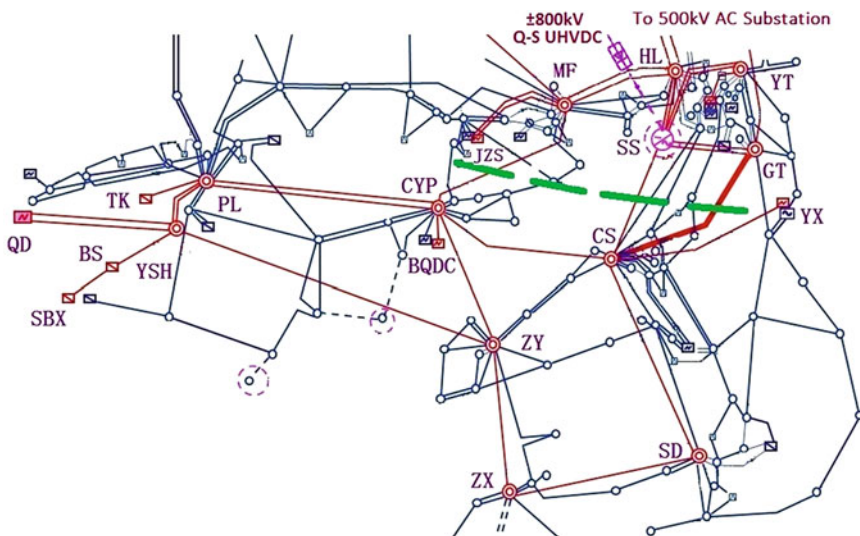 ±800kV
Q-S UHVDC
To 500kV AC Substation
HL
MF
YT
JZS
SS
GT
TK
PL
CYP
QD
YX
BS
YSH
BQDC
CS
SBX
ZY
SD
ZX